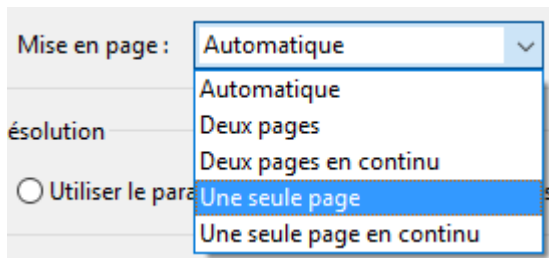 Mise en page : Automatique
Automatique
Deux pages
ésolution
Deux pages en continu
Utiliser le para
Une seule page
Une seule page en continu